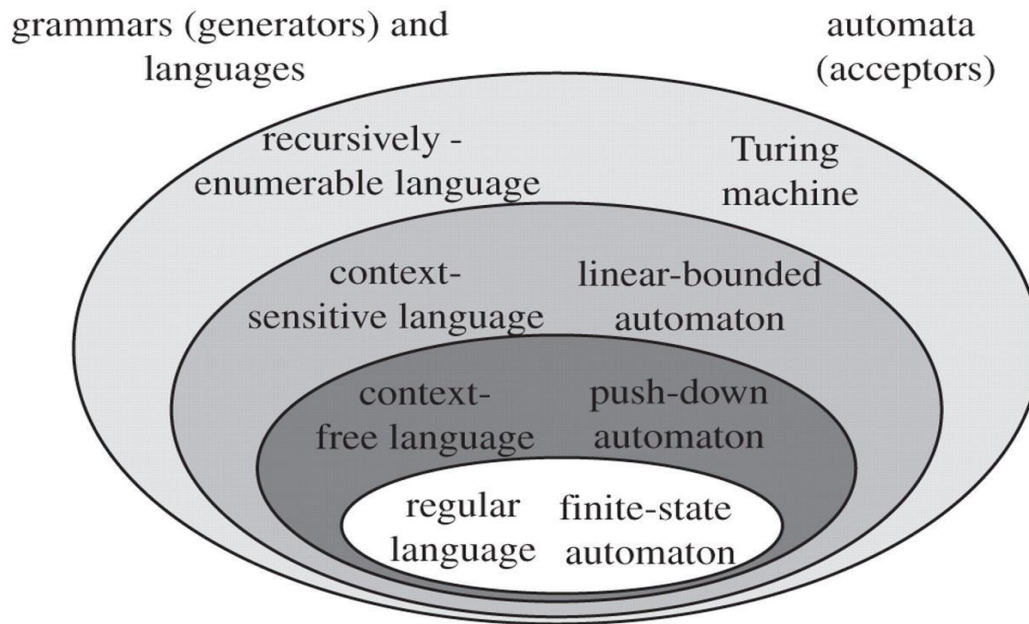 grammars (generators) and
languages
automata
(acceptors)
recursively -
enumerable language
Turing
machine
context-
sensitive language
linear-bounded
automaton
context-
free language
push-down
automaton
regular
language
finite-state
automaton